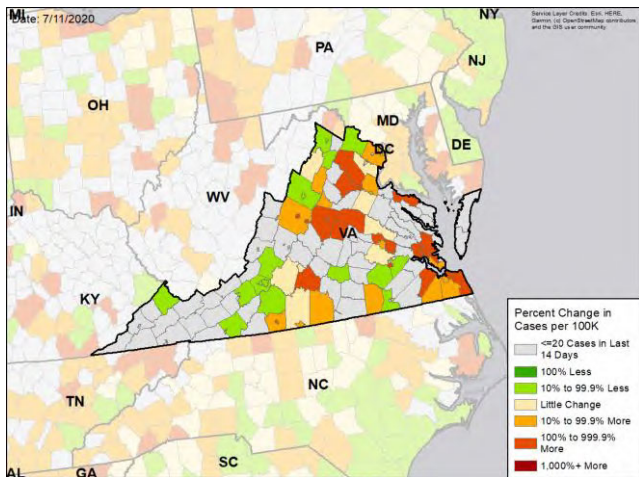 Date: 7/11/2020
Service Layer Credits: Esri, HERE,
Garmin, (c) OpenStreetMap contributors,
and the GIS user community
MI
NY
PA
NJ
OH
MD
DE
DC
WV
IN
VA
KY
TN
NC
SC
AL
GA
Percent Change in
Cases per 100K
<=20 Cases in Last
14 Days
100% Less
10% to 99.9% Less
Little Change
10% to 99.9% More
100% to 999.9%
More
1,000%+ More